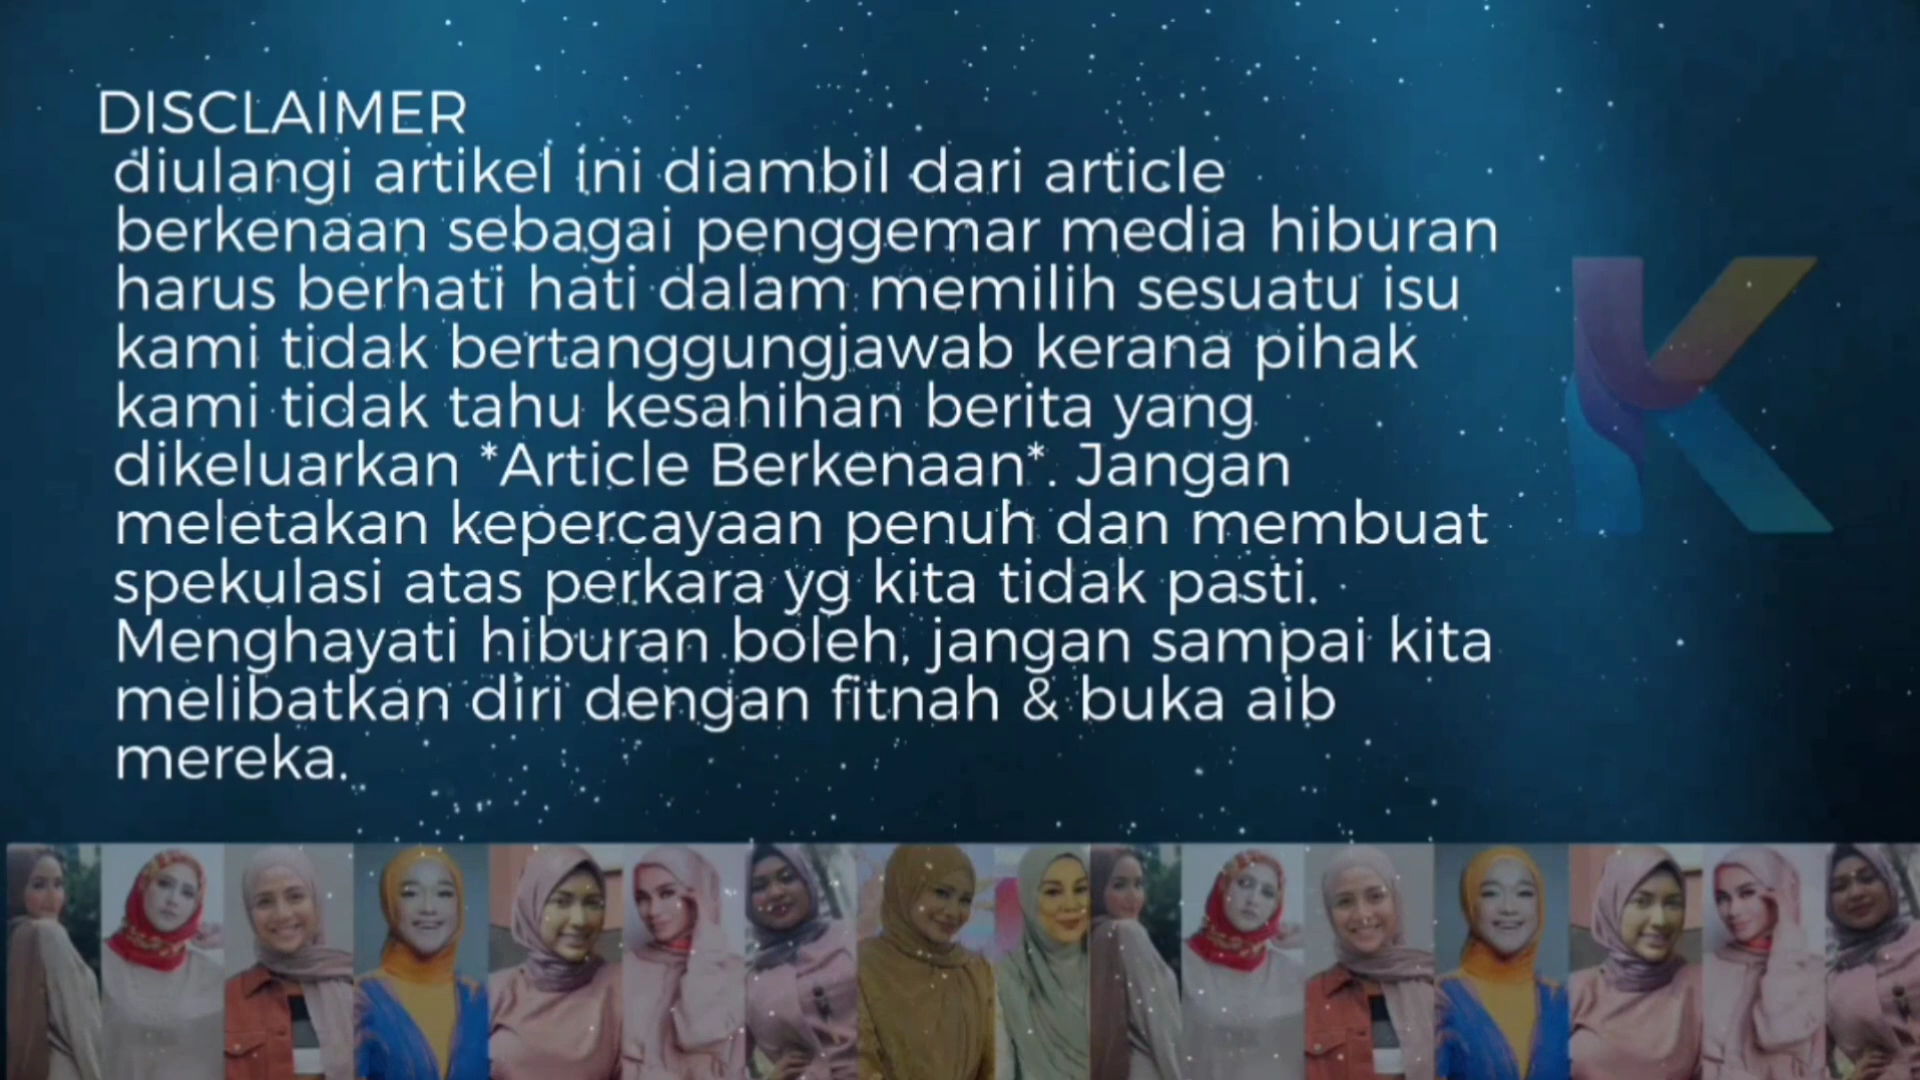 DISCLAIMER
diulangi artikel ini diambil dari article
berkenaan sebagai penggemar media hiburan
harus berhati hati dalam memilih sesuatu isu
kami tidak bertanggungjawab kerana pihak
kami tidak tahu kesahihan berita yang
dikeluarkan *Article Berkenaan*. Jangan
meletakan kepercayaan penuh dan membuat
spekulasi atas perkara yg kita tidak pasti.
Menghayati hiburan boleh, jangan sampai kita
melibatkan diri dengan fitnah & buka aib
mereka.
K